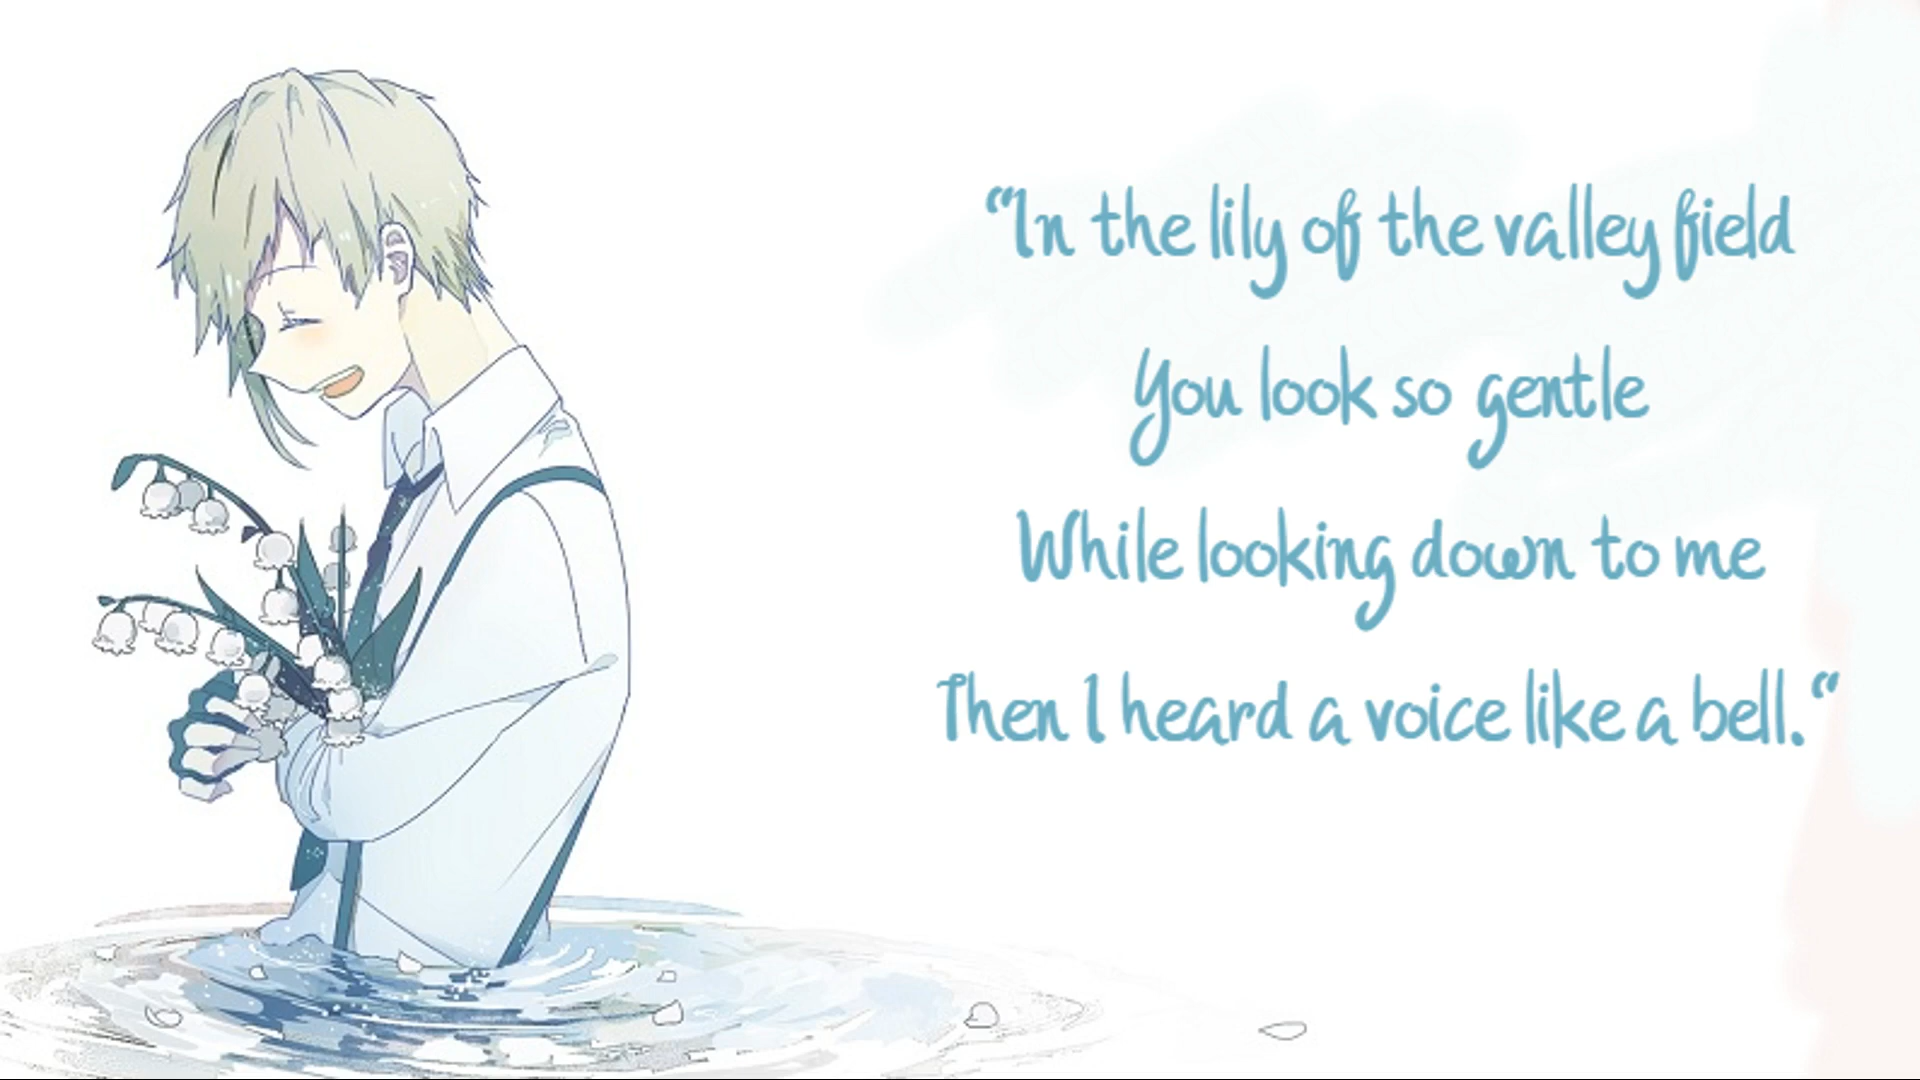 “In the lily of the valley field
You look so gentle
While looking down to me
Then I heard a voice like a bell.“